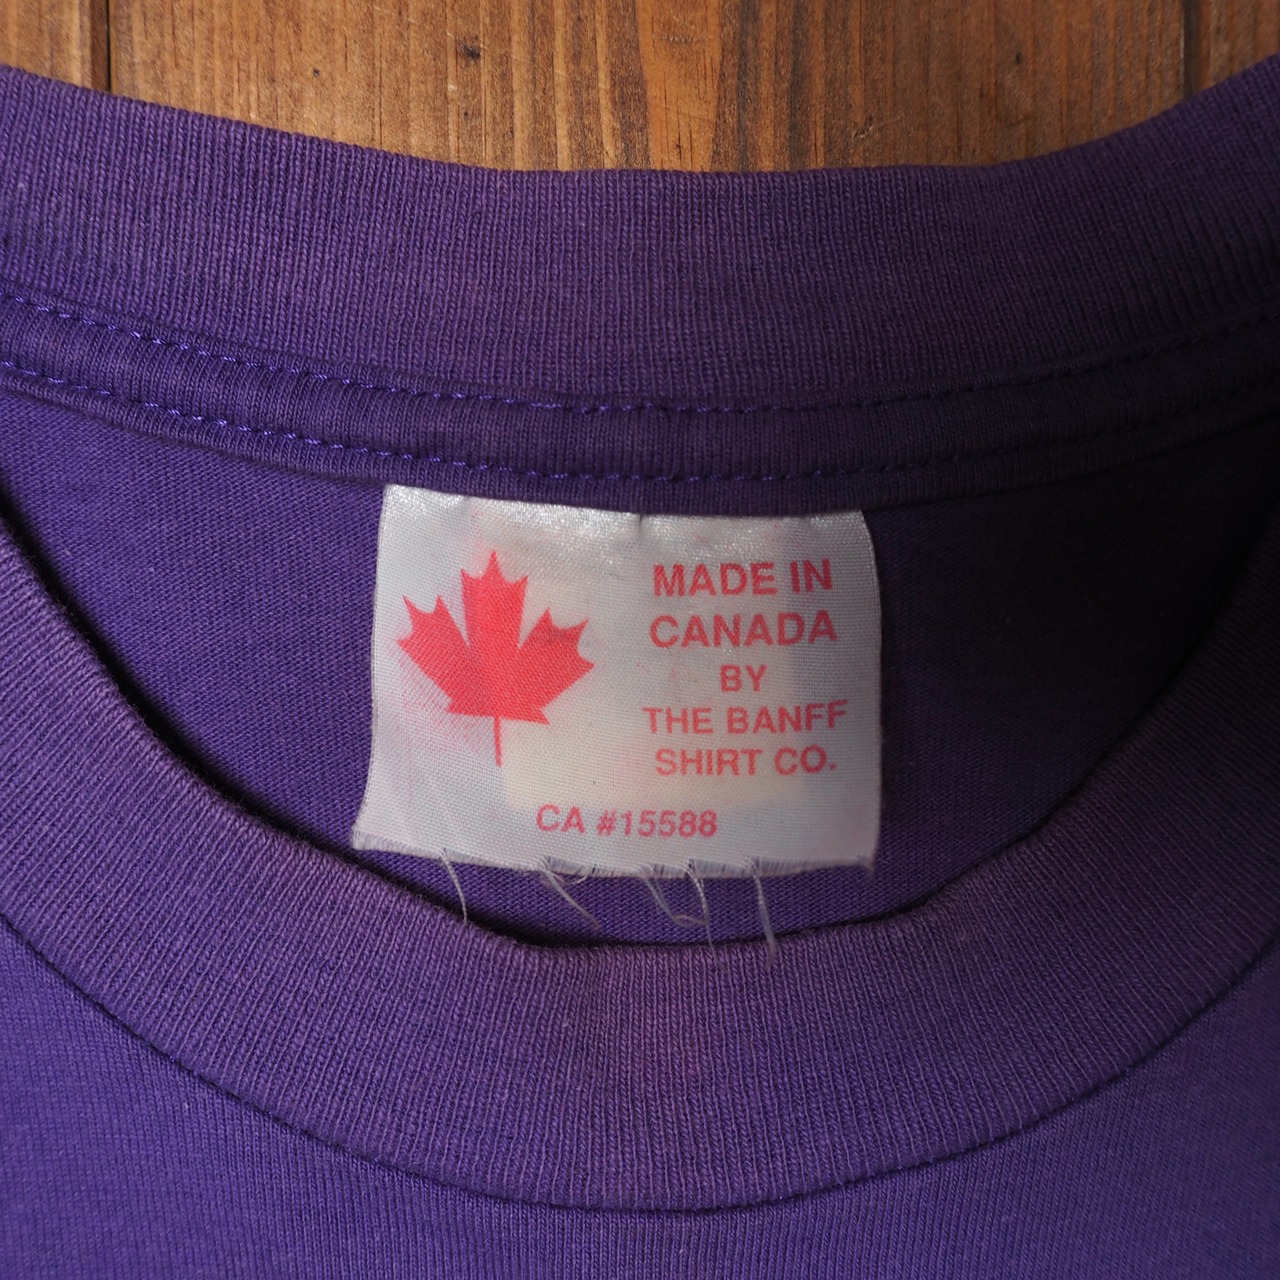 MADE IN
CANADA
BY
THE BANFF
SHIRT CO.
CA #15588